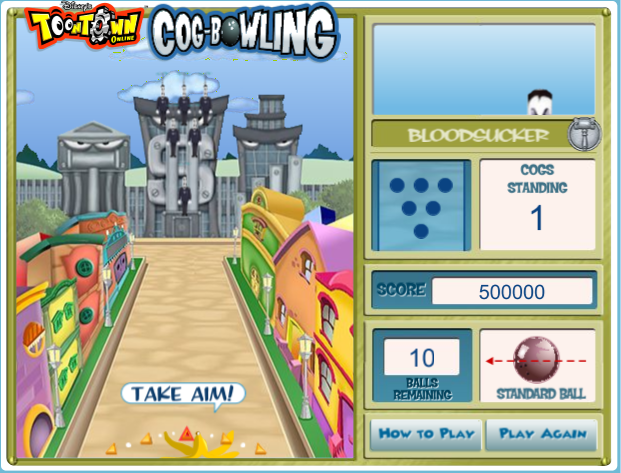 Disney's
TOONTOWN
ONLINE
COG-BOWLING
BLOODSUCKER
COGS
STANDING
1
SCORE 500000
10
BALLS
REMAINING
STANDARD BALL
TAKE AIM!
HOW TO PLAY
PLAY AGAIN